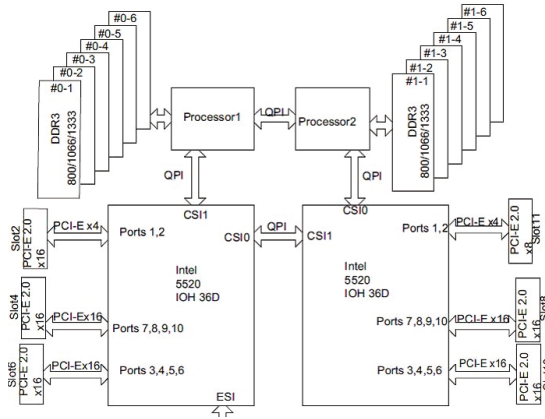 #0-6
#0-5
#0-4
#0-3
#0-2
#0-1
DDR3
800/1066/1333
Processor1
QPI
Processor2
#1-6
#1-5
#1-4
#1-3
#1-2
#1-1
DDR3
800/1066/1333
QPI
QPI
Slot2
PCI-E 2.0
x16
PCI-E x4
CSI1
Ports 1,2
CSI0
QPI
CSI0
CSI1
Ports 1,2
PCI-E x4
PCI-E 2.0
x8
Slot11
Intel
5520
IOH 36D
Intel
5520
IOH 36D
Slot4
PCI-E 2.0
x16
PCI-Ex16
Ports 7,8,9,10
Ports 7,8,9,10
PCI-E x16
PCI-E 2.0
x16
Slot6
PCI-E 2.0
x16
PCI-Ex16
Ports 3,4,5,6
Ports 3,4,5,6
PCI-E x16
PCI-E 2.0
x16
ESI